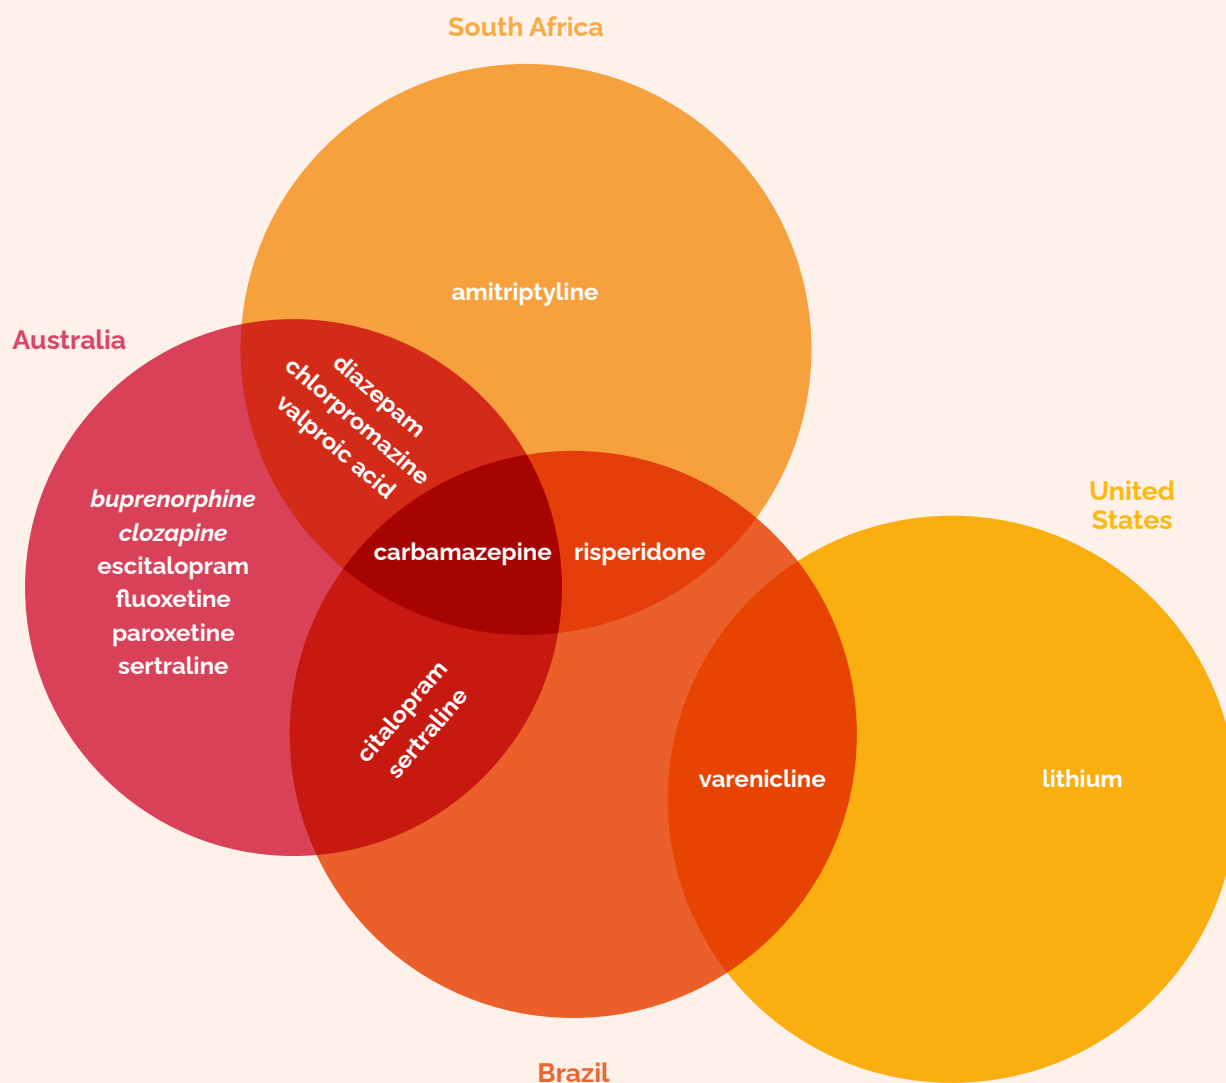 South Africa
amitriptyline
Australia
diazepam
chlorpromazine
valproic acid
buprenorphine
clozapine
escitalopram
fluoxetine
paroxetine
sertraline
carbamazepine
risperidone
United
States
citalopram
sertraline
varenicline
lithium
Brazil